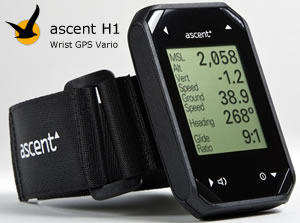 ascent H1
Wrist GPS Vario
ascent
ascent
MSL Alt 2,058
Vert Speed -1.2
Ground Speed 38.9
Heading 268°
Glide Ratio 9:1